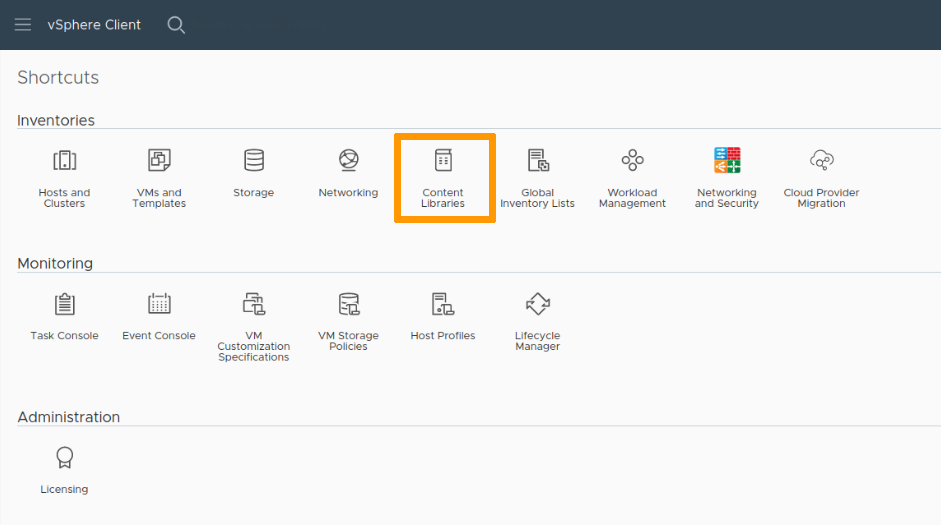 vSphere Client
Shortcuts
Inventories
Hosts and
Clusters
VMs and
Templates
Storage
Networking
Content
Libraries
Global
Inventory Lists
Workload
Management
Networking
and Security
Cloud Provider
Migration
Monitoring
Task Console
Event Console
VM
Customization
Specifications
VM Storage
Policies
Host Profiles
Lifecycle
Manager
Administration
Licensing